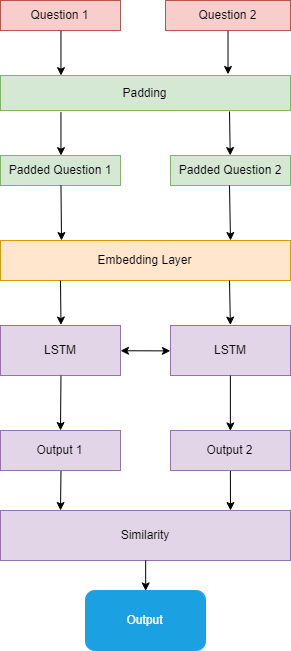 Question 1
Question 2
Padding
Padded Question 1
Padded Question 2
Embedding Layer
LSTM
LSTM
Output 1
Output 2
Similarity
Output